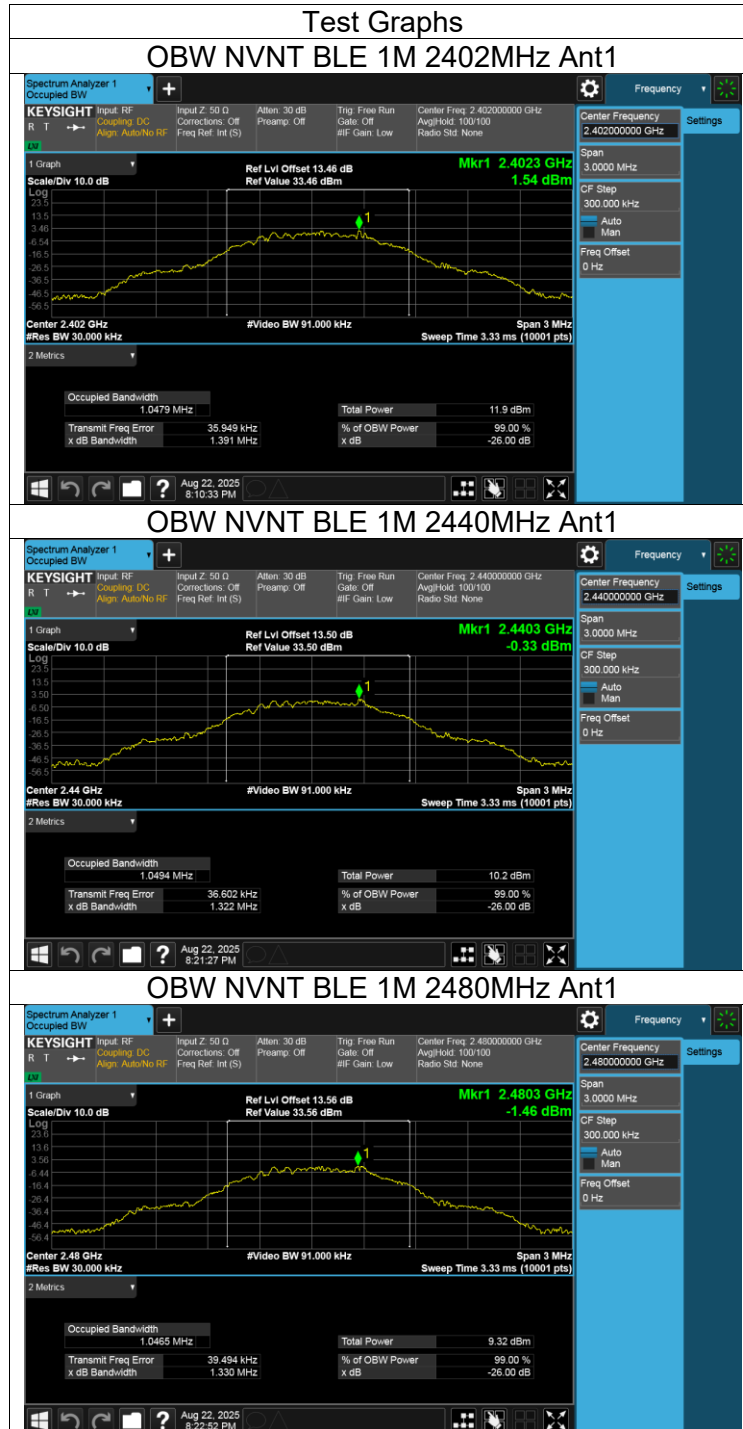 Test Graphs
OBW NVNT BLE 1M 2402MHz Ant1
Spectrum Analyzer 1
Occupied BW
+
Frequency
KEYSIGHT Input: RF Input Z: 50 Ω Atten: 30 dB Trig: Free Run Center Freq: 2.402000000 GHz
R T Coupling: DC Corrections: Off Preamp: Off Gate: Off Avg|Hold: 100/100
Align: Auto/No RF Freq Ref: Int (S) #IF Gain: Low Radio Std: None
Center Frequency
2.402000000 GHz
Settings
Span
3.0000 MHz
CF Step
300.000 kHz
Auto
Man
Freq Offset
0 Hz
1 Graph Ref Lvl Offset 13.46 dB Mkr1 2.4023 GHz
Scale/Div 10.0 dB Ref Value 33.46 dBm 1.54 dBm
Log
23.5
13.5
3.46
-6.54
-16.5
-26.5
-36.5
-46.5
-56.5
1
Center 2.402 GHz #Video BW 91.000 kHz Span 3 MHz
#Res BW 30.000 kHz Sweep Time 3.33 ms (10001 pts)
2 Metrics
Occupied Bandwidth
1.0479 MHz Total Power 11.9 dBm
Transmit Freq Error 35.949 kHz % of OBW Power 99.00 %
x dB Bandwidth 1.391 MHz x dB -26.00 dB
? Aug 22, 2025
8:10:33 PM
OBW NVNT BLE 1M 2440MHz Ant1
Spectrum Analyzer 1
Occupied BW
+
Frequency
KEYSIGHT Input: RF Input Z: 50 Ω Atten: 30 dB Trig: Free Run Center Freq: 2.440000000 GHz
R T Coupling: DC Corrections: Off Preamp: Off Gate: Off Avg|Hold: 100/100
Align: Auto/No RF Freq Ref: Int (S) #IF Gain: Low Radio Std: None
Center Frequency
2.440000000 GHz
Settings
Span
3.0000 MHz
CF Step
300.000 kHz
Auto
Man
Freq Offset
0 Hz
1 Graph Ref Lvl Offset 13.50 dB Mkr1 2.4403 GHz
Scale/Div 10.0 dB Ref Value 33.50 dBm -0.33 dBm
Log
23.5
13.5
3.50
-6.50
-16.5
-26.5
-36.5
-46.5
-56.5
1
Center 2.44 GHz #Video BW 91.000 kHz Span 3 MHz
#Res BW 30.000 kHz Sweep Time 3.33 ms (10001 pts)
2 Metrics
Occupied Bandwidth
1.0494 MHz Total Power 10.2 dBm
Transmit Freq Error 36.602 kHz % of OBW Power 99.00 %
x dB Bandwidth 1.322 MHz x dB -26.00 dB
? Aug 22, 2025
8:21:27 PM
OBW NVNT BLE 1M 2480MHz Ant1
Spectrum Analyzer 1
Occupied BW
+
Frequency
KEYSIGHT Input: RF Input Z: 50 Ω Atten: 30 dB Trig: Free Run Center Freq: 2.480000000 GHz
R T Coupling: DC Corrections: Off Preamp: Off Gate: Off Avg|Hold: 100/100
Align: Auto/No RF Freq Ref: Int (S) #IF Gain: Low Radio Std: None
Center Frequency
2.480000000 GHz
Settings
Span
3.0000 MHz
CF Step
300.000 kHz
Auto
Man
Freq Offset
0 Hz
1 Graph Ref Lvl Offset 13.56 dB Mkr1 2.4803 GHz
Scale/Div 10.0 dB Ref Value 33.56 dBm -1.46 dBm
Log
23.6
13.6
3.56
-6.44
-16.4
-26.4
-36.4
-46.4
-56.4
1
Center 2.48 GHz #Video BW 91.000 kHz Span 3 MHz
#Res BW 30.000 kHz Sweep Time 3.33 ms (10001 pts)
2 Metrics
Occupied Bandwidth
1.0465 MHz Total Power 9.32 dBm
Transmit Freq Error 39.494 kHz % of OBW Power 99.00 %
x dB Bandwidth 1.330 MHz x dB -26.00 dB
? Aug 22, 2025
8:22:52 PM